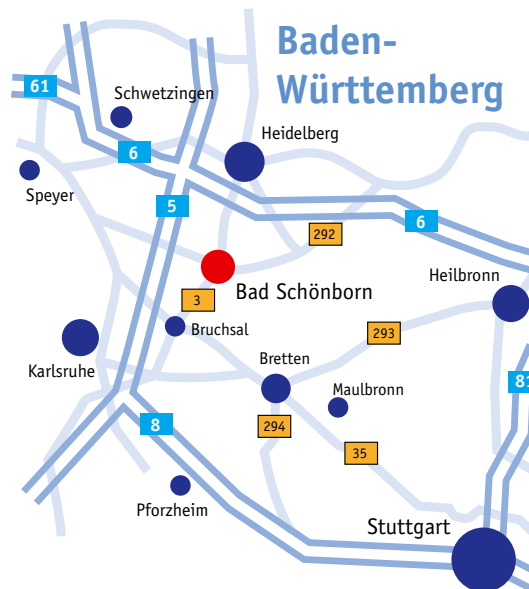 Baden-
Württemberg
61
Schwetzingen
Heidelberg
6
Speyer
5
6
292
Heilbronn
Bad Schönborn
3
Bruchsal
293
Karlsruhe
Bretten
81
Maulbronn
8
294
35
Pforzheim
Stuttgart